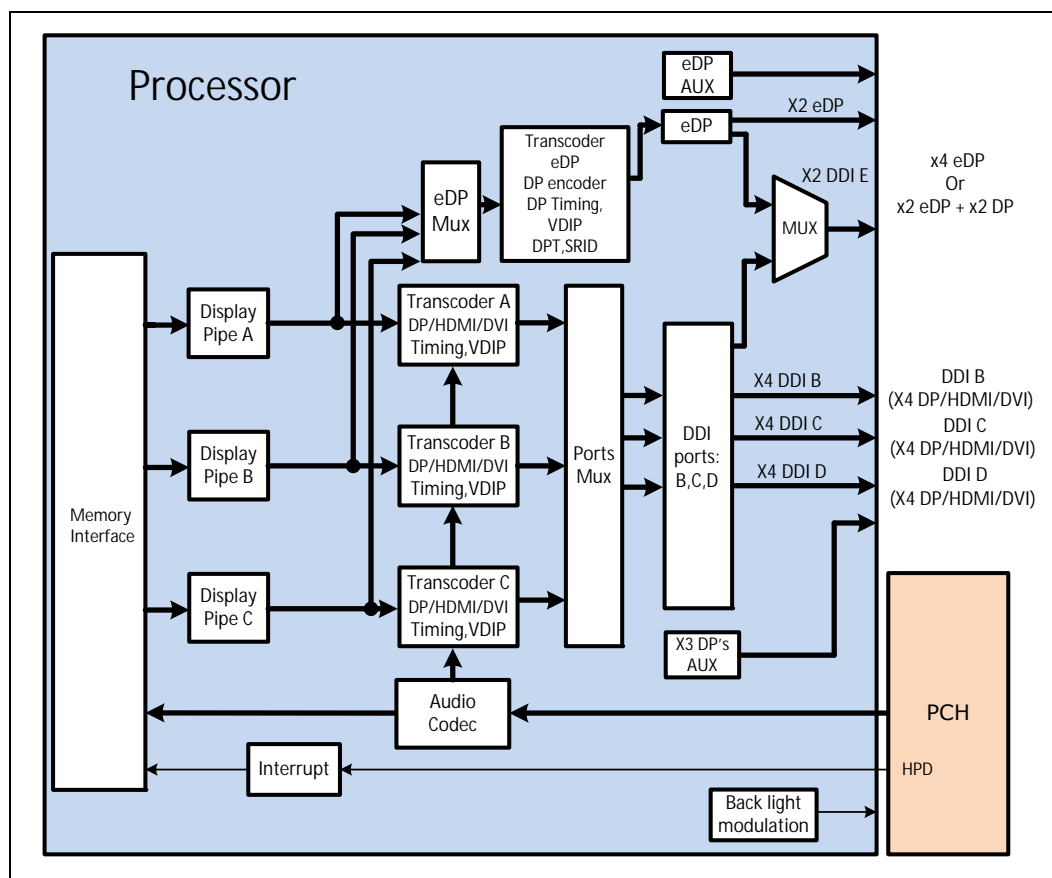 Processor
eDP
AUX
X2 eDP
eDP
Transcoder
eDP
DP encoder
DP Timing,
VDIP
DPT,SRID
eDP
Mux
X2 DDI E
MUX
x4 eDP
Or
x2 eDP + x2 DP
Memory
Interface
Display
Pipe A
Transcoder A
DP/HDMI/DVI
Timing,VDIP
Display
Pipe B
Transcoder B
DP/HDMI/DVI
Timing,VDIP
Display
Pipe C
Transcoder C
DP/HDMI/DVI
Timing,VDIP
Ports
Mux
DDI
ports:
B,C,D
X4 DDI B
X4 DDI C
X4 DDI D
DDI B
(X4 DP/HDMI/DVI)
DDI C
(X4 DP/HDMI/DVI)
DDI D
(X4 DP/HDMI/DVI)
X3 DP's
AUX
Audio
Codec
PCH
Interrupt
HPD
Back light
modulation